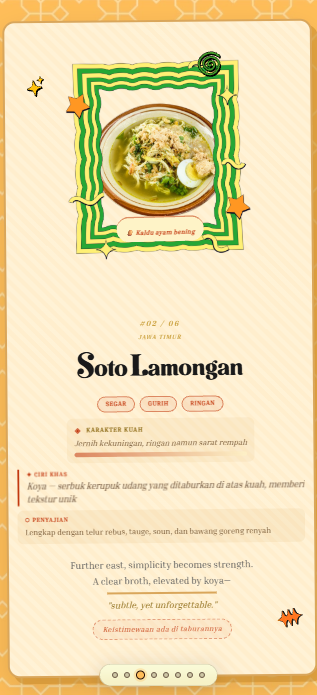 Kaldu ayam bening
#02 / 06
JAWA TIMUR
Soto Lamongan
SEGAR GURIH RINGAN
KARAKTER KUAH
Jernih kekuningan, ringan namun sarat rempah
CIRI KHAS
Koya — serbuk kerupuk udang yang ditaburkan di atas kuah, memberi
tekstur unik
PENYAJIAN
Lengkap dengan telur rebus, tauge, soun, dan bawang goreng renyah
Further east, simplicity becomes strength.
A clear broth, elevated by koya—
"subtle, yet unforgettable."
Keistimewaan ada di taburannya